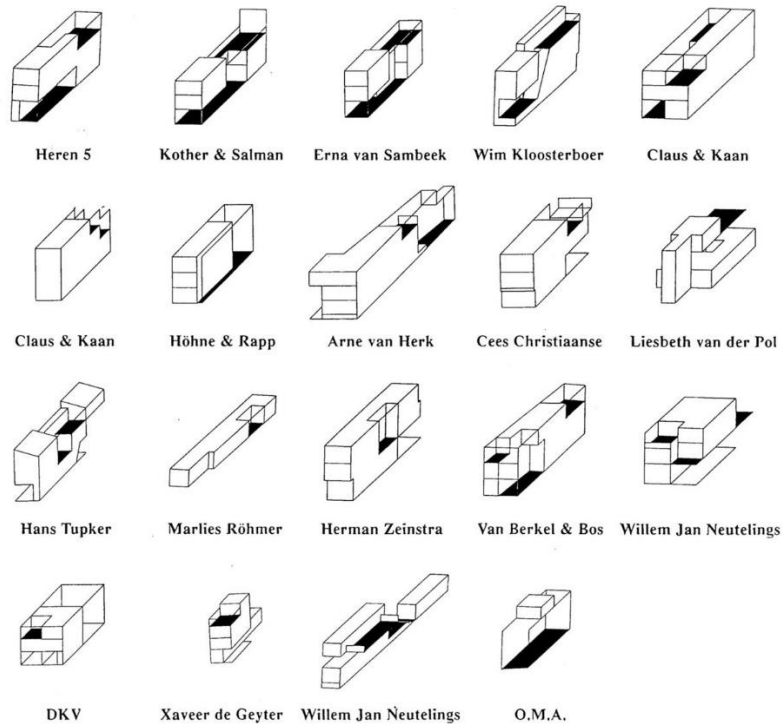 Heren 5
Kother & Salman
Erna van Sambeek
Wim Kloosterboer
Claus & Kaan
Claus & Kaan
Höhne & Rapp
Arne van Herk
Cees Christiaanse
Liesbeth van der Pol
Hans Tupker
Marlies Röhmer
Herman Zeinstra
Van Berkel & Bos
Willem Jan Neutelings
DKV
Xaveer de Geyter
Willem Jan Neutelings
O.M.A.